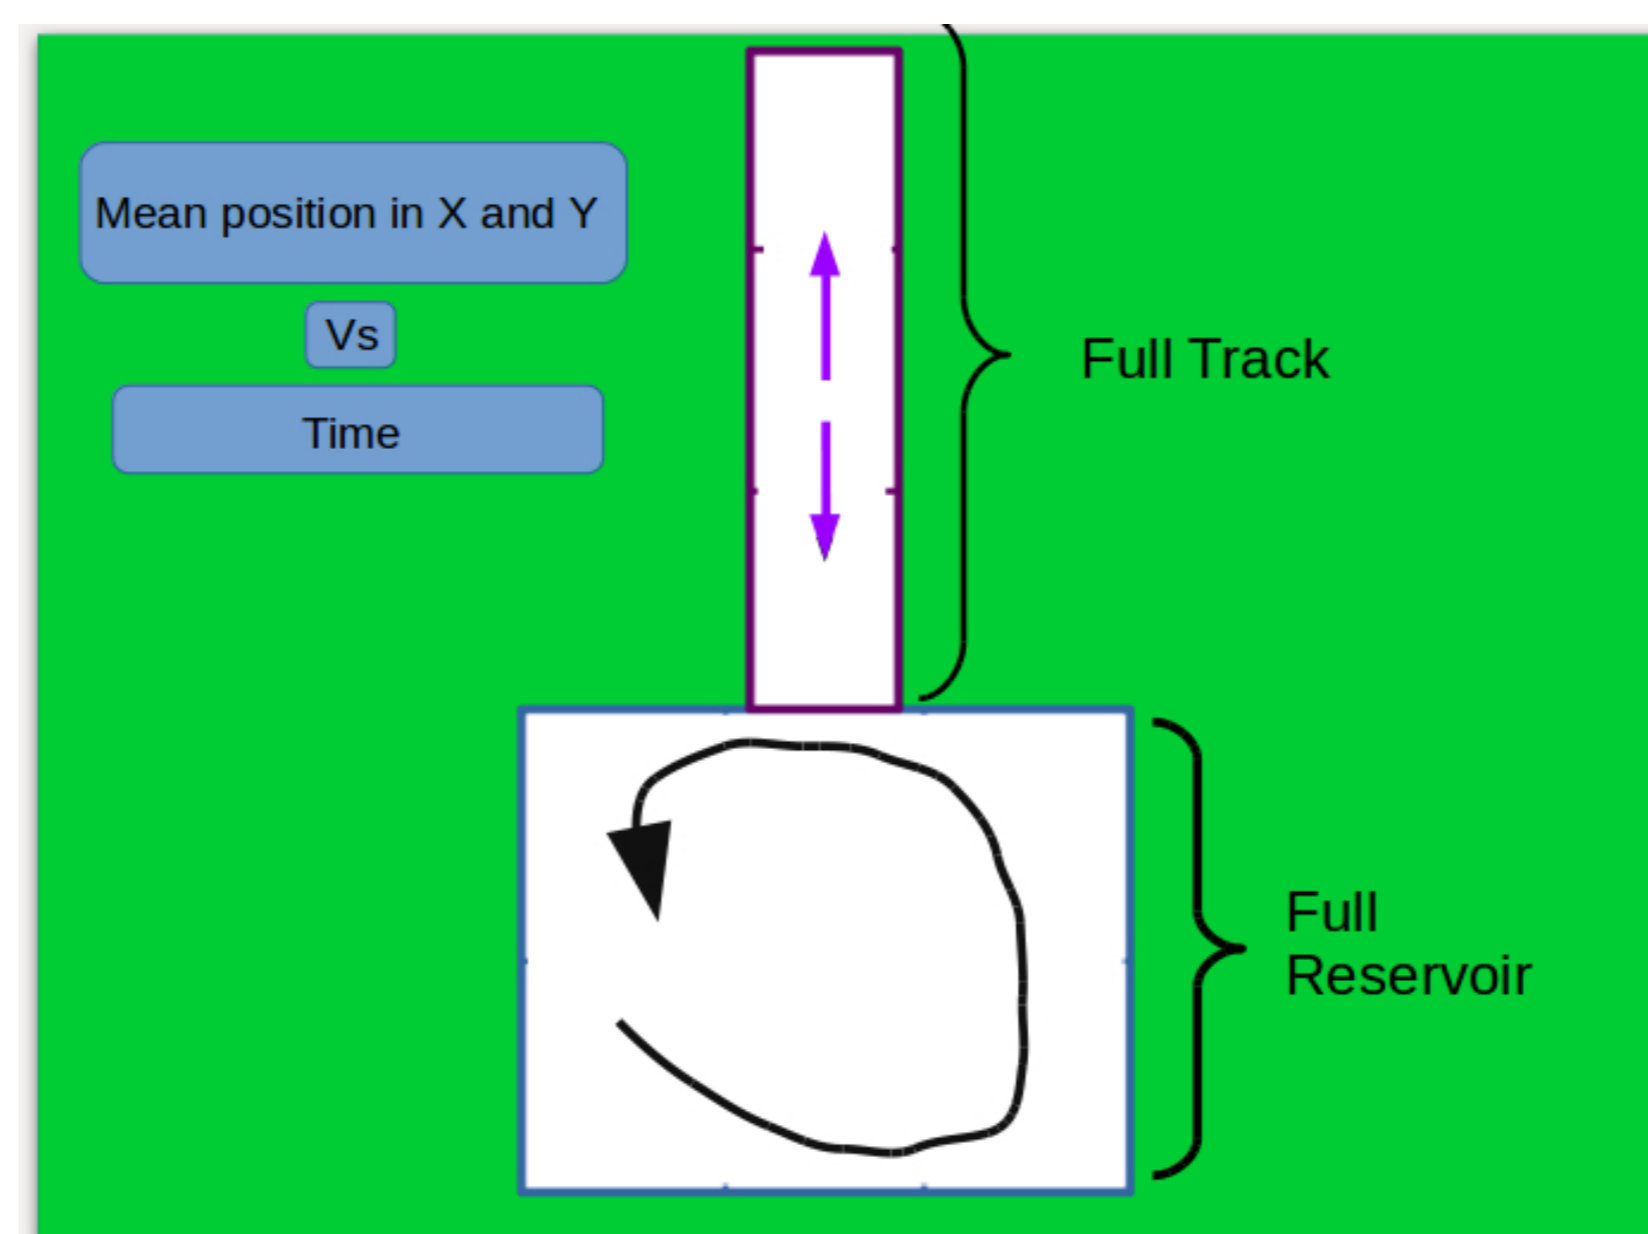 Mean position in X and Y
Vs
Time
Full Track
Full
Reservoir